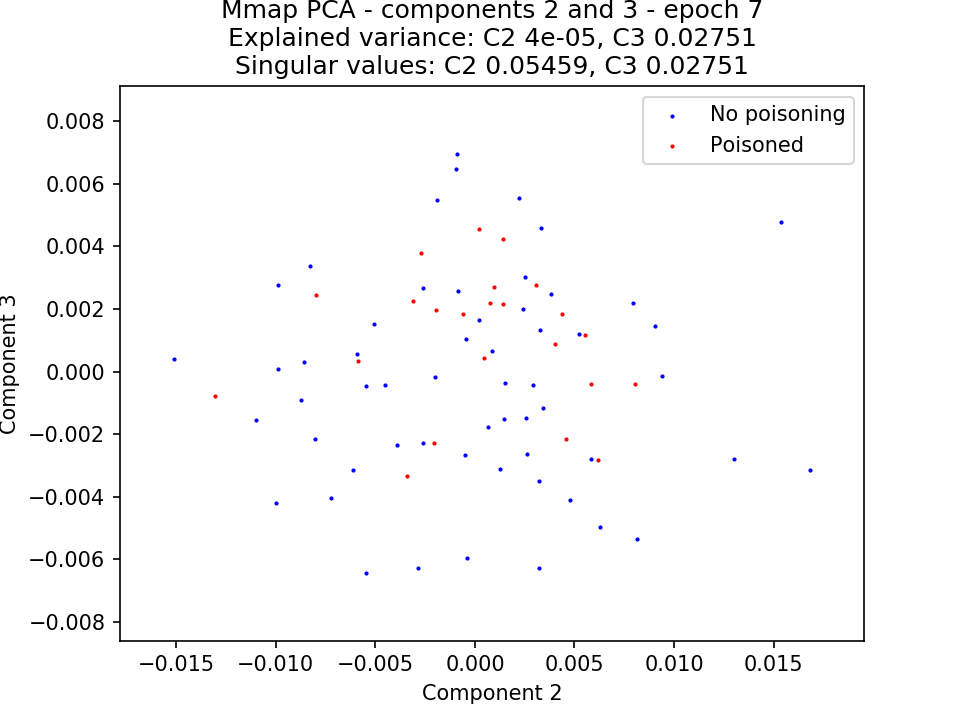 Mmap PCA - components 2 and 3 - epoch 7
Explained variance: C2 4e-05, C3 0.02751
Singular values: C2 0.05459, C3 0.02751
No poisoning
Poisoned
0.008
0.006
0.004
0.002
0.000
−0.002
−0.004
−0.006
−0.008
Component 3
−0.015
−0.010
−0.005
0.000
0.005
0.010
0.015
Component 2